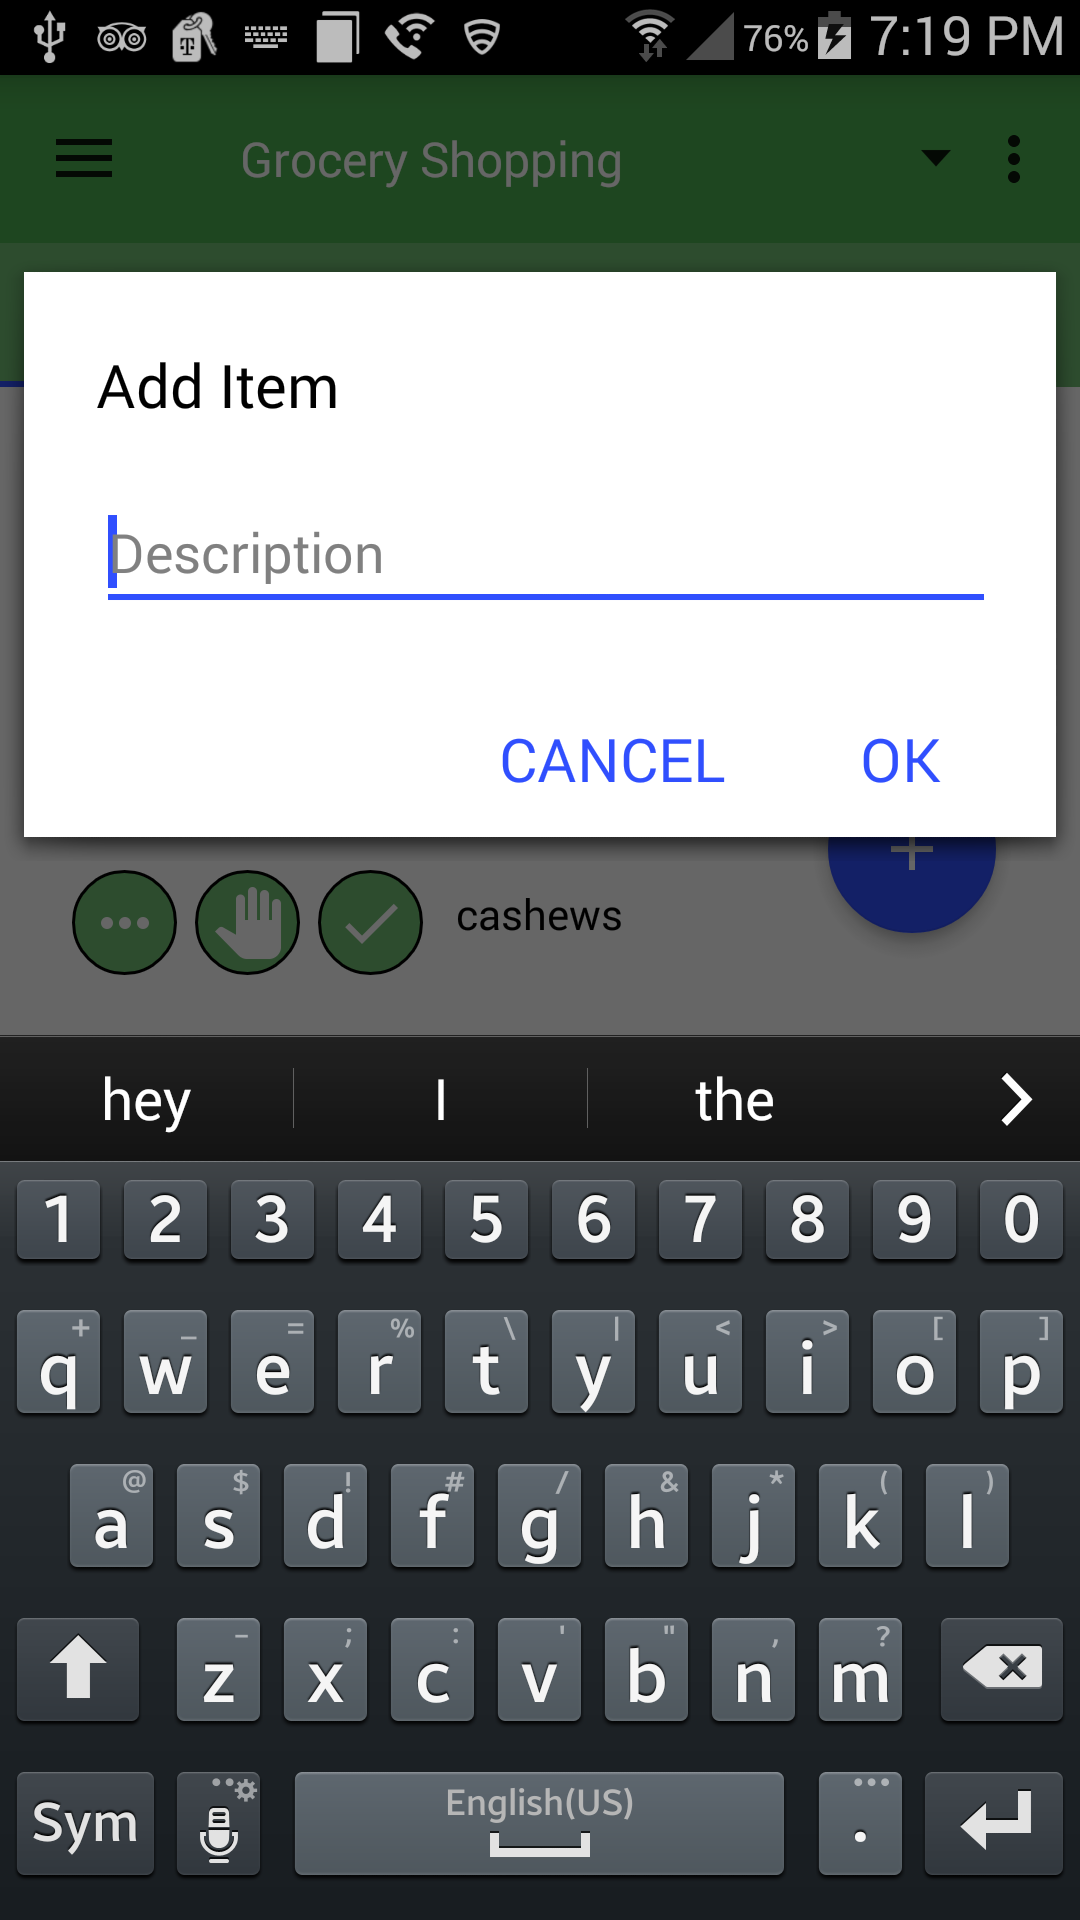 76% 7:19 PM
Grocery Shopping
Add Item
Description
CANCEL OK
cashews
hey I the
1 2 3 4 5 6 7 8 9 0
+ _ = % \ | < > [ ]
q w e r t y u i o p
@ $ ! # / & * ( )
a s d f g h j k l
- ; : ' " , ?
z x c v b n m
English(US)
Sym .